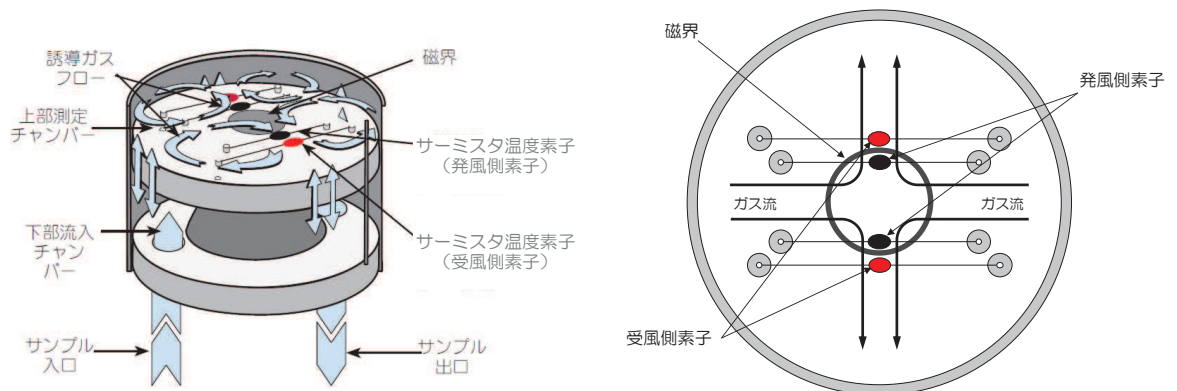 誘導ガス
フロー
磁界
上部測定
チャンバー
サーミスタ温度素子
（発風側素子）
下部流入
チャン
バー
サーミスタ温度素子
（受風側素子）
サンプル
入口
サンプル
出口
磁界
発風側素子
ガス流
ガス流
受風側素子